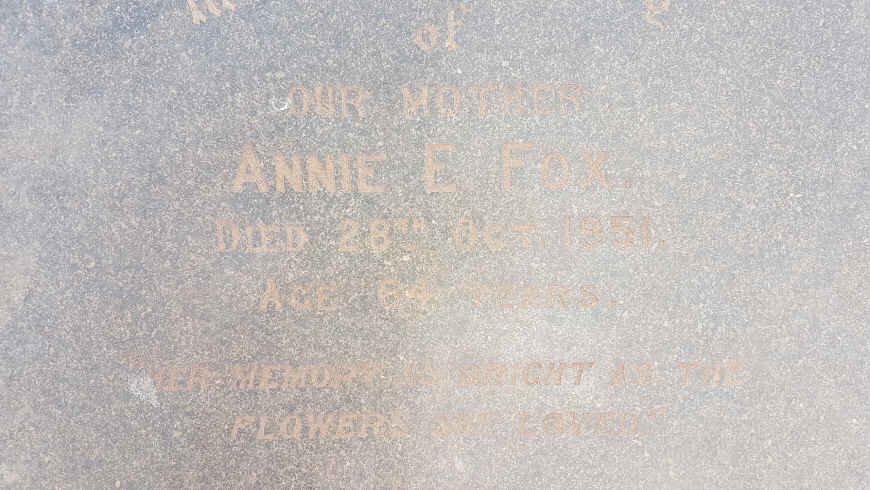 of
OUR MOTHER.
ANNIE E. FOX.
DIED 28TH OCT. 1951.
AGE 64 YEARS.
"HER MEMORY IS BRIGHT AS THE
FLOWERS SHE LOVED"